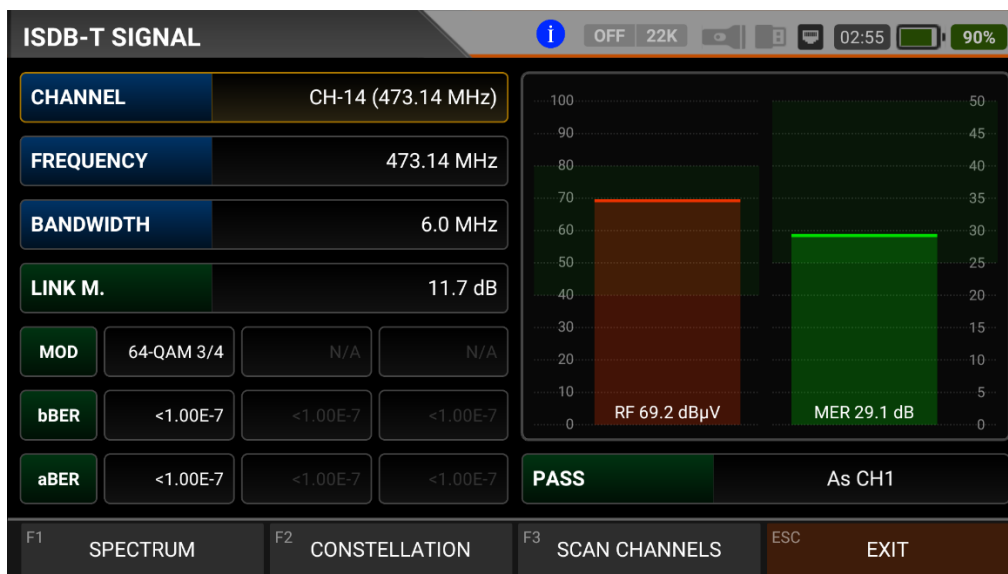 ISDB-T SIGNAL
i
OFF 22K
02:55
90%
CHANNEL CH-14 (473.14 MHz)
FREQUENCY 473.14 MHz
BANDWIDTH 6.0 MHz
LINK M. 11.7 dB
MOD 64-QAM 3/4 N/A N/A
bBER <1.00E-7 <1.00E-7 <1.00E-7
aBER <1.00E-7 <1.00E-7 <1.00E-7
100 50
90 45
80 40
70 35
60 30
50 25
40 20
30 15
20 10
10 5
0 RF 69.2 dBμV MER 29.1 dB 0
PASS As CH1
F1 SPECTRUM
F2 CONSTELLATION
F3 SCAN CHANNELS
ESC EXIT